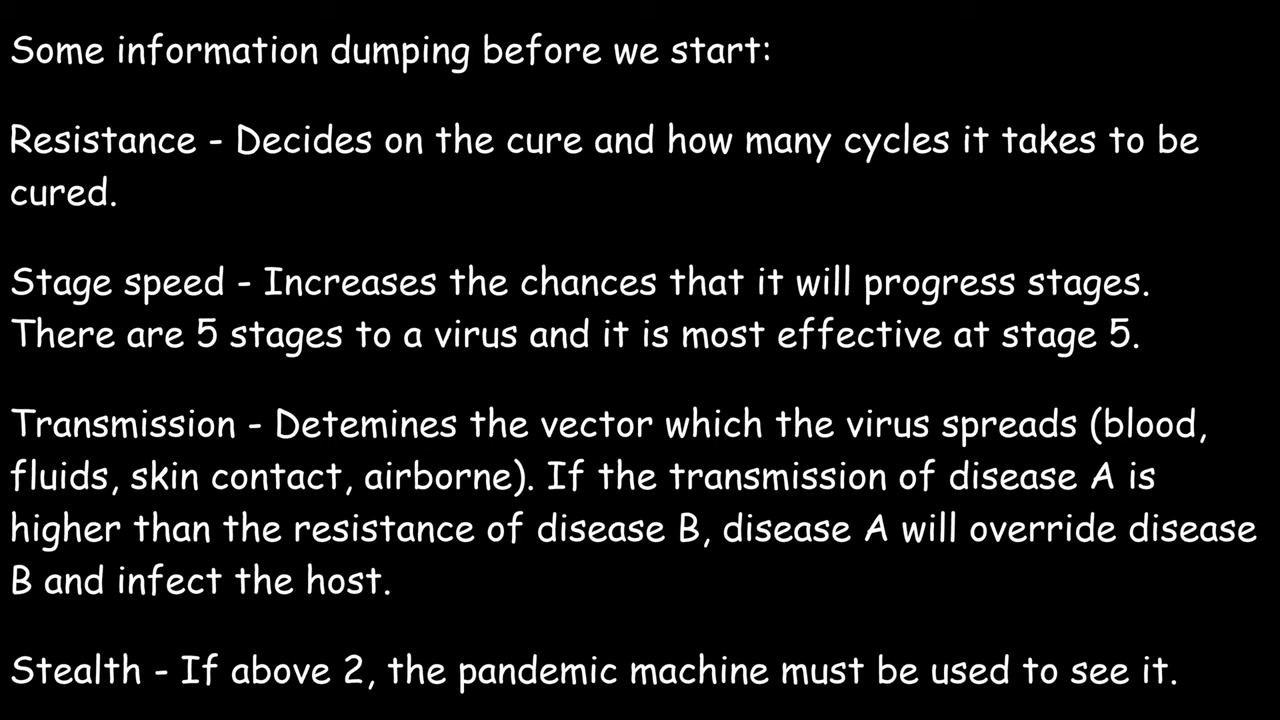 Some information dumping before we start:
Resistance - Decides on the cure and how many cycles it takes to be
cured.
Stage speed - Increases the chances that it will progress stages.
There are 5 stages to a virus and it is most effective at stage 5.
Transmission - Detemines the vector which the virus spreads (blood,
fluids, skin contact, airborne). If the transmission of disease A is
higher than the resistance of disease B, disease A will override disease
B and infect the host.
Stealth - If above 2, the pandemic machine must be used to see it.